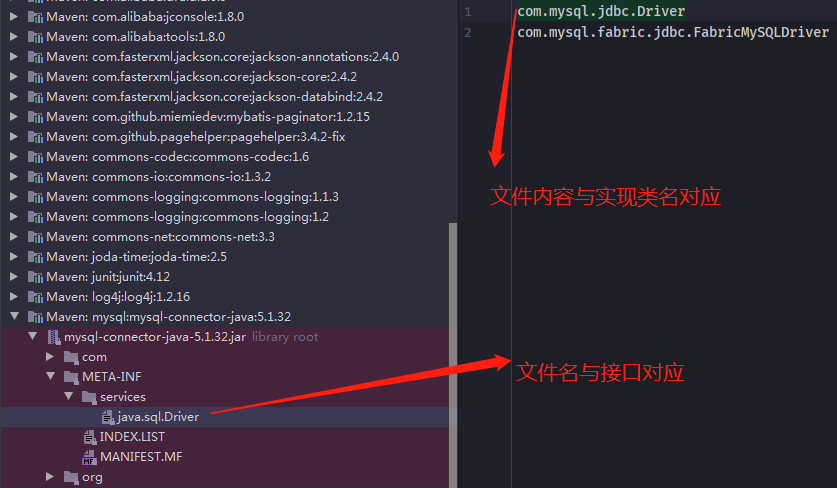 Maven: com.alibaba:jconsole:1.8.0
Maven: com.alibaba:tools:1.8.0
Maven: com.fasterxml.jackson.core:jackson-annotations:2.4.0
Maven: com.fasterxml.jackson.core:jackson-core:2.4.2
Maven: com.fasterxml.jackson.core:jackson-databind:2.4.2
Maven: com.github.miemiedev:mybatis-paginator:1.2.15
Maven: com.github.pagehelper:pagehelper:3.4.2-fix
Maven: commons-codec:commons-codec:1.6
Maven: commons-io:commons-io:1.3.2
Maven: commons-logging:commons-logging:1.1.3
Maven: commons-logging:commons-logging:1.2
Maven: commons-net:commons-net:3.3
Maven: joda-time:joda-time:2.5
Maven: junit:junit:4.12
Maven: log4j:log4j:1.2.16
Maven: mysql:mysql-connector-java:5.1.32
mysql-connector-java-5.1.32.jar library root
com
META-INF
services
java.sql.Driver
INDEX.LIST
MANIFEST.MF
org
1 com.mysql.jdbc.Driver
2 com.mysql.fabric.jdbc.FabricMySQLDriver
文件内容与实现类名对应
文件名与接口对应